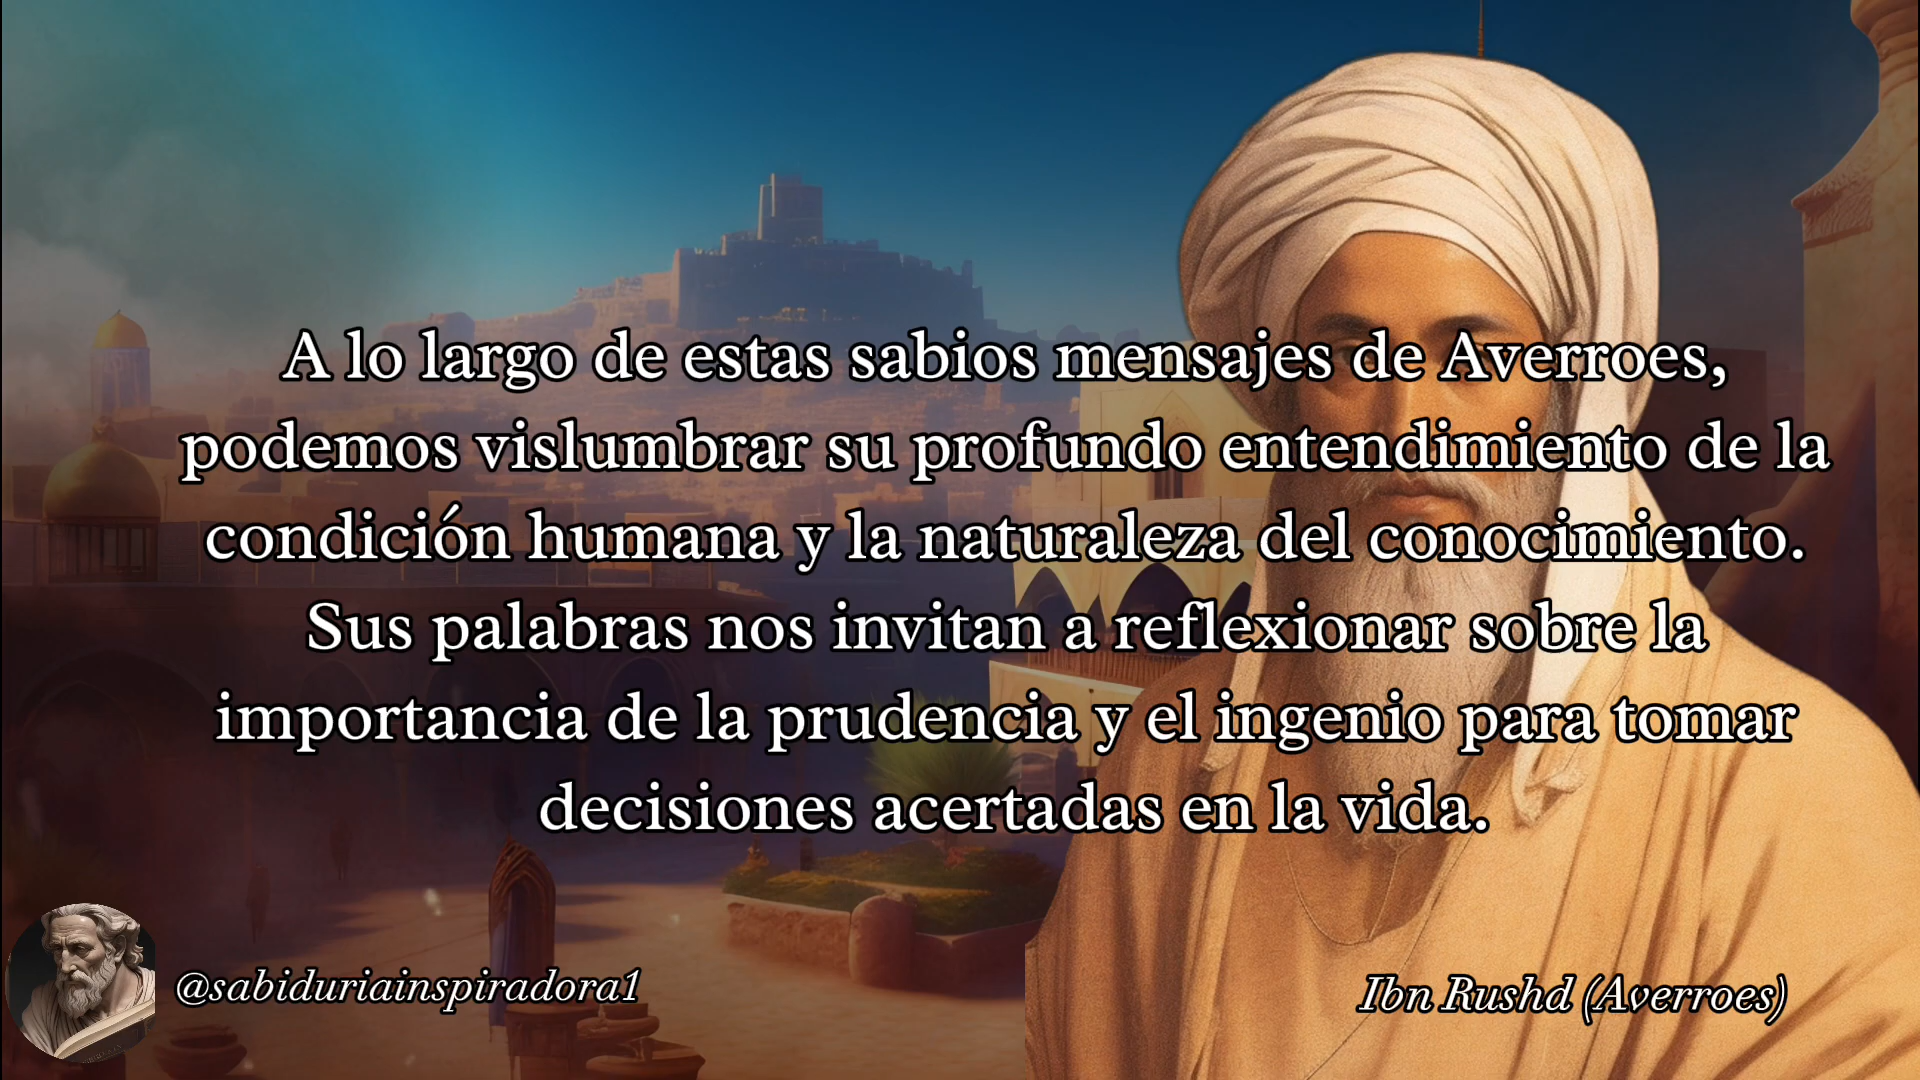 A lo largo de estas sabios mensajes de Averroes,
podemos vislumbrar su profundo entendimiento de la
condición humana y la naturaleza del conocimiento.
Sus palabras nos invitan a reflexionar sobre la
importancia de la prudencia y el ingenio para tomar
decisiones acertadas en la vida.
@sabiduriainspiradora1
Ibn Rushd (Averroes)